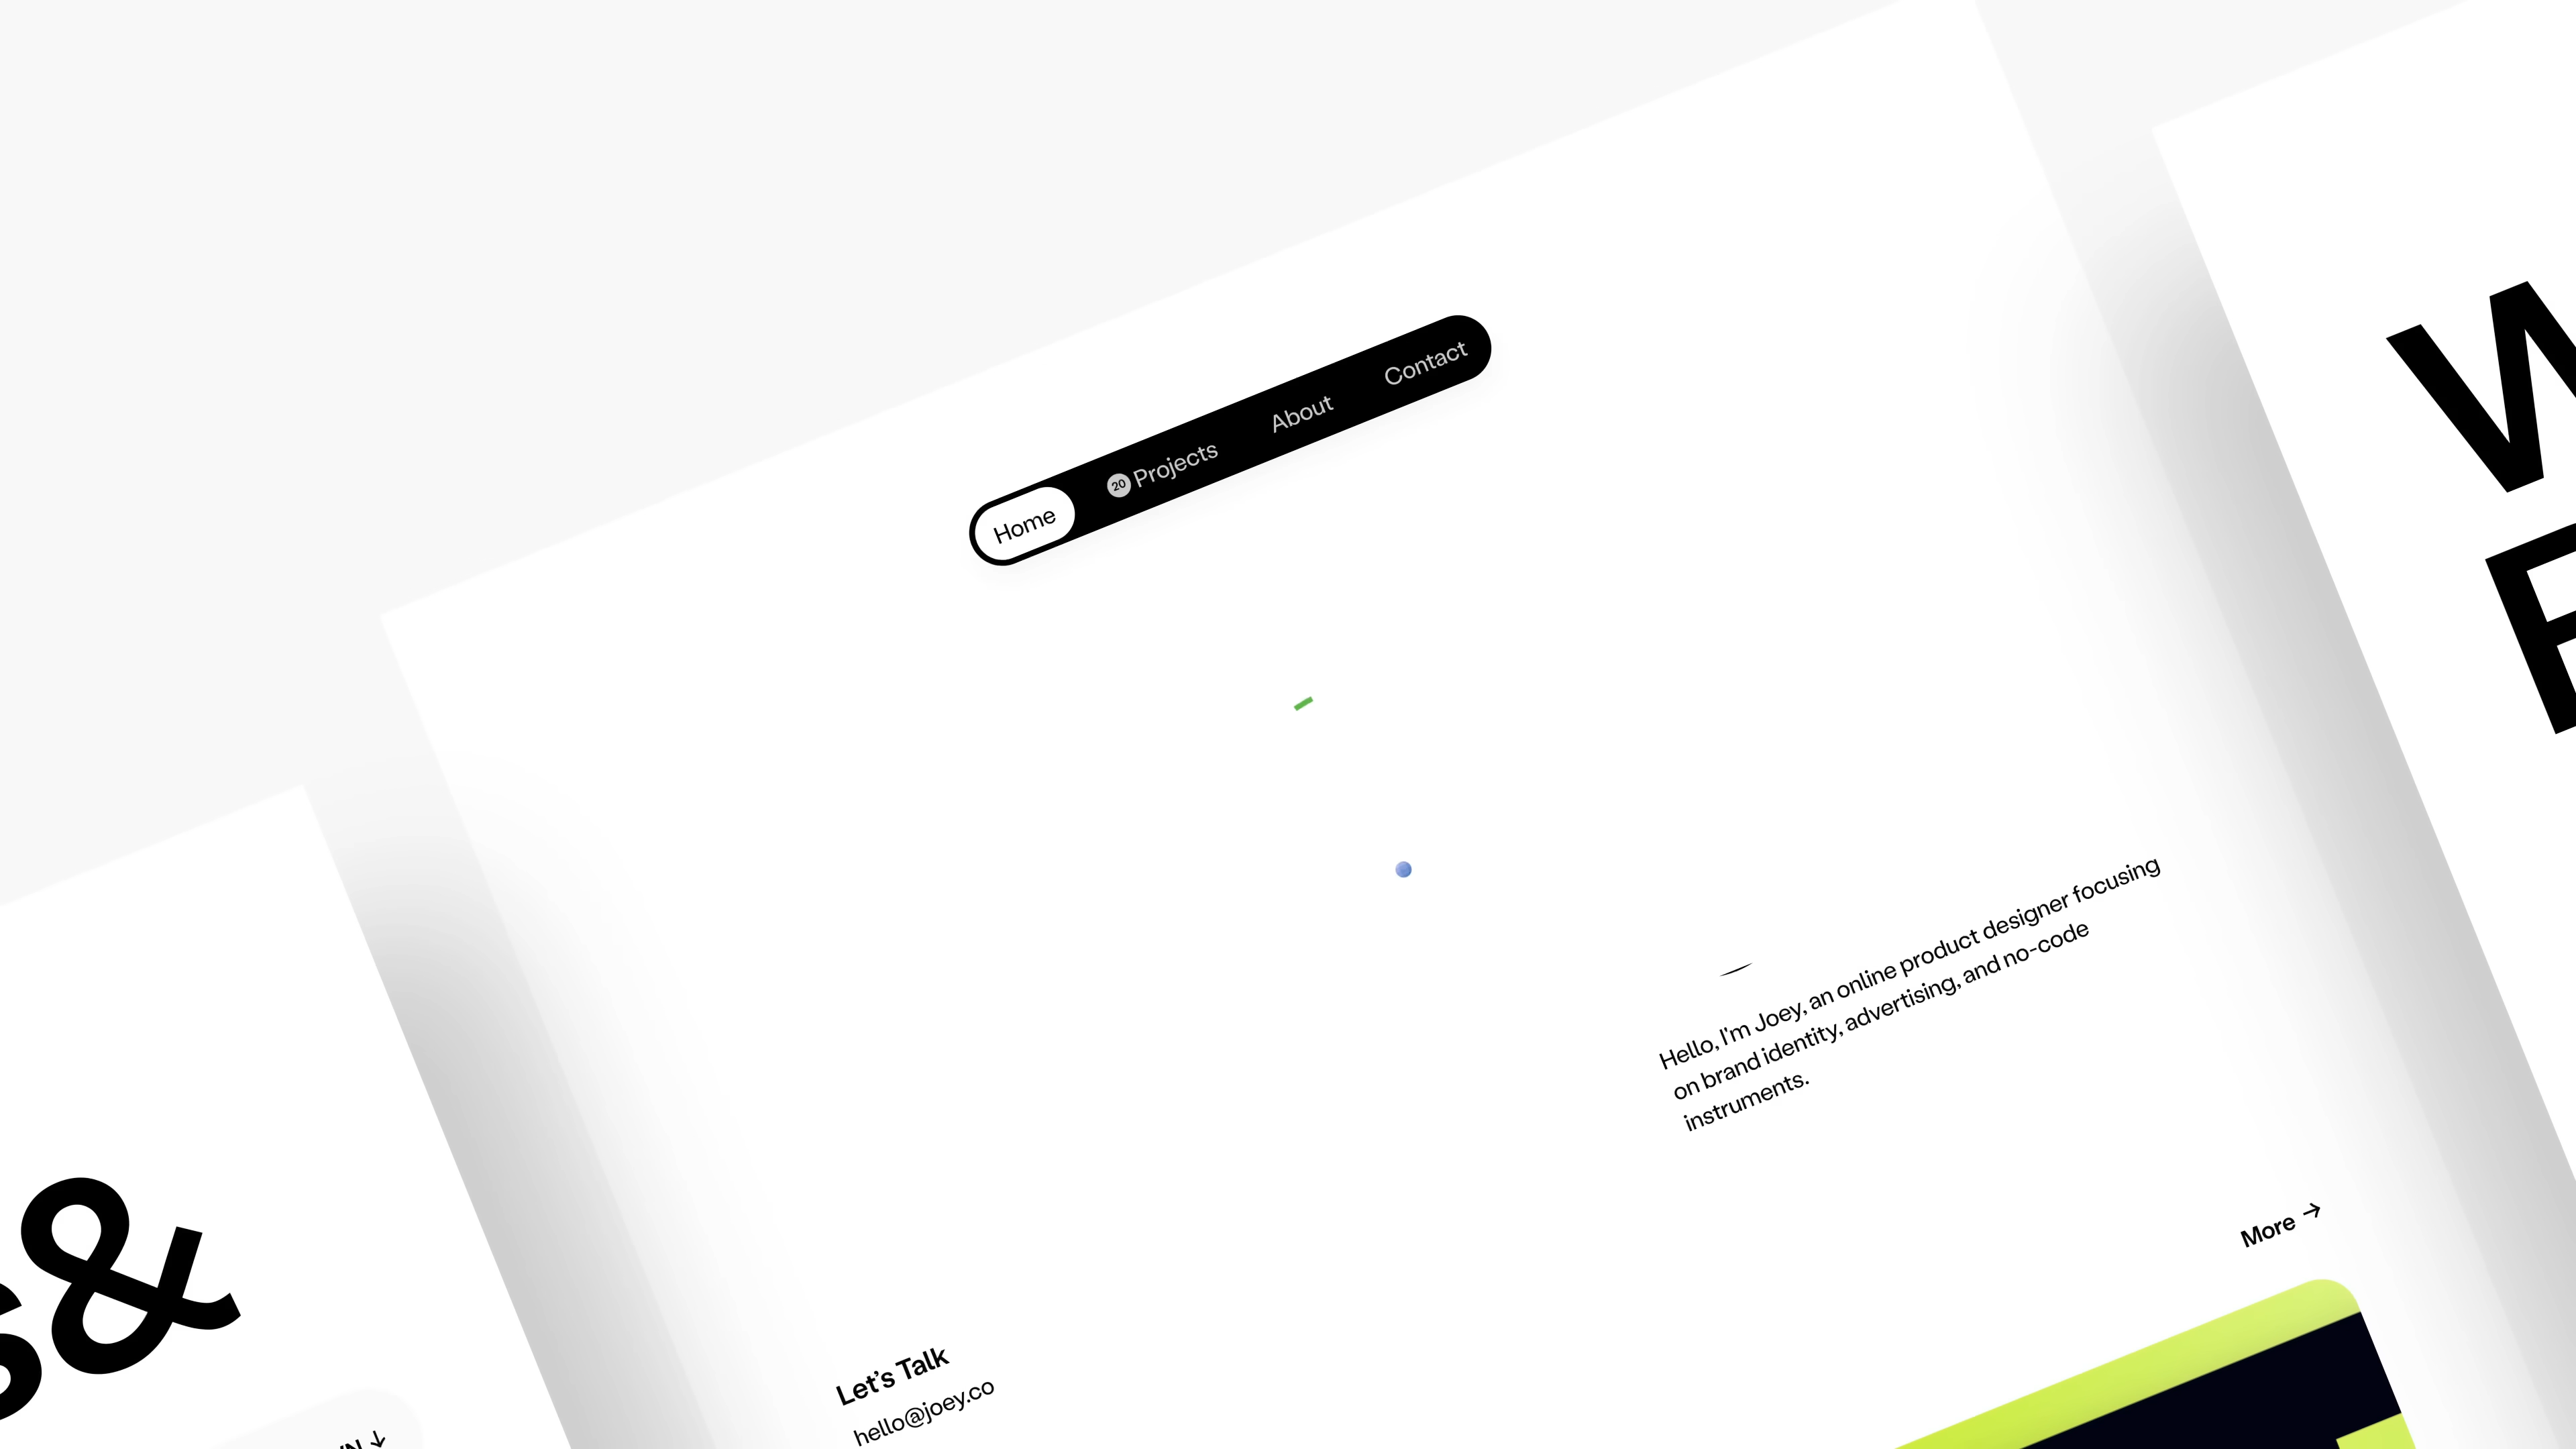 Home
20 Projects
About
Contact
Hello, I'm Joey, an online product designer focusing
on brand identity, advertising, and no-code
instruments.
More →
Let's Talk
hello@joey.co
&
W